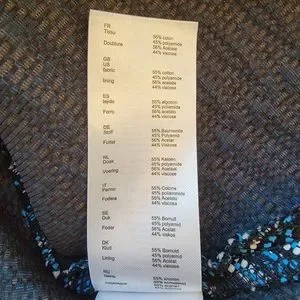 FR
Tissu 55% coton
45% polyamide
Doublure 56% Acétate
44% viscose
GB
US
fabric 55% cotton
45% polyamide
lining 56% acetate
44% viscose
ES
tejido 55% algodon
45% poliamida
Forro 56% acetato
44% viscosa
DE
Stoff 55% Baumwolle
45% Polyamid
Futter 56% Acetat
44% Viskose
NL
Doek 55% Katoen
45% polyamide
Voering 56% Acetaat
44% viscose
IT
Panno 55% Cotone
45% poliammide
Fodera 56% Acetato
44% viscosa
SE
Duk 55% Bomull
45% polyamid
Foder 56% Acetat
44% viskos
DK
Klud 55% Bomuld
45% polyamid
Lining 56% Acetat
44% viskose
RU